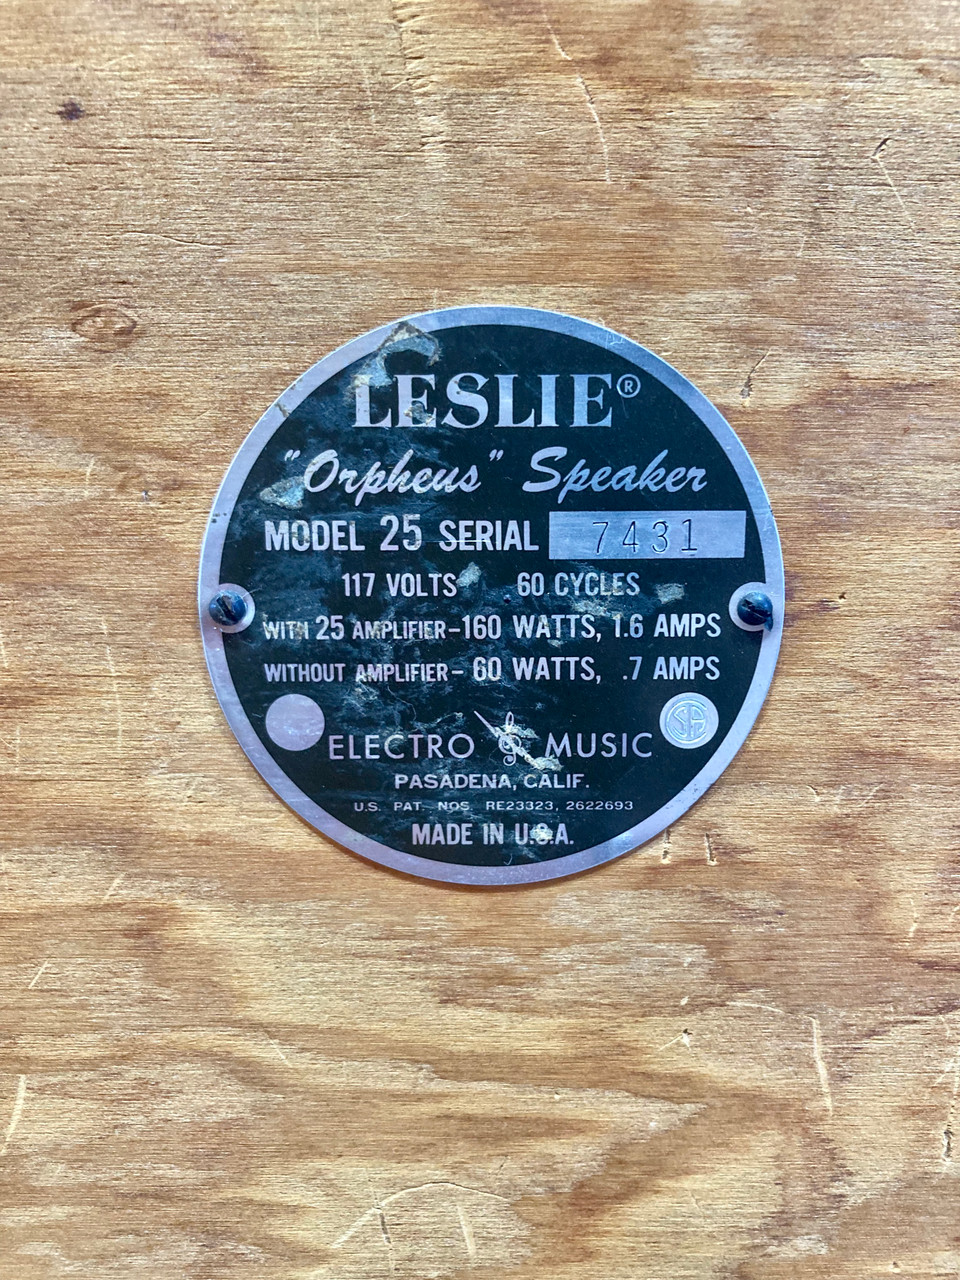 LESLIE®
"Orpheus" Speaker
MODEL 25 SERIAL 7431
117 VOLTS 60 CYCLES
WITH 25 AMPLIFIER-160 WATTS, 1.6 AMPS
WITHOUT AMPLIFIER- 60 WATTS, .7 AMPS
ELECTRO MUSIC
PASADENA, CALIF.
U.S. PAT. NOS. RE23323, 2622693
MADE IN U.S.A.